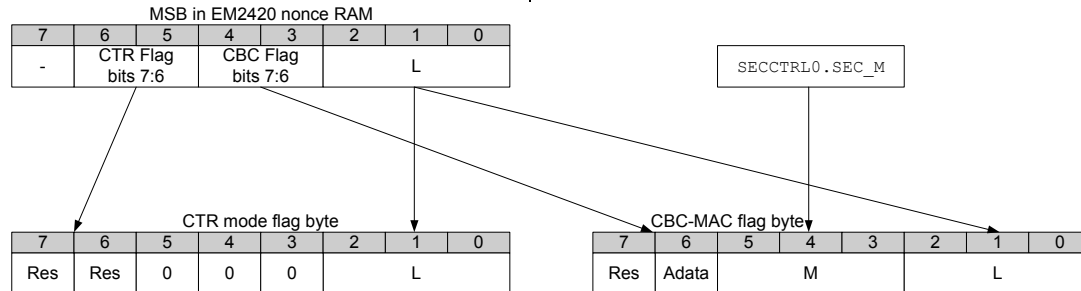 MSB in EM2420 nonce RAM
7 6 5 4 3 2 1 0
- CTR Flag bits 7:6 CBC Flag bits 7:6 L
SECCTRL0.SEC_M
CTR mode flag byte
7 6 5 4 3 2 1 0
Res Res 0 0 0 L
CBC-MAC flag byte
7 6 5 4 3 2 1 0
Res Adata M L